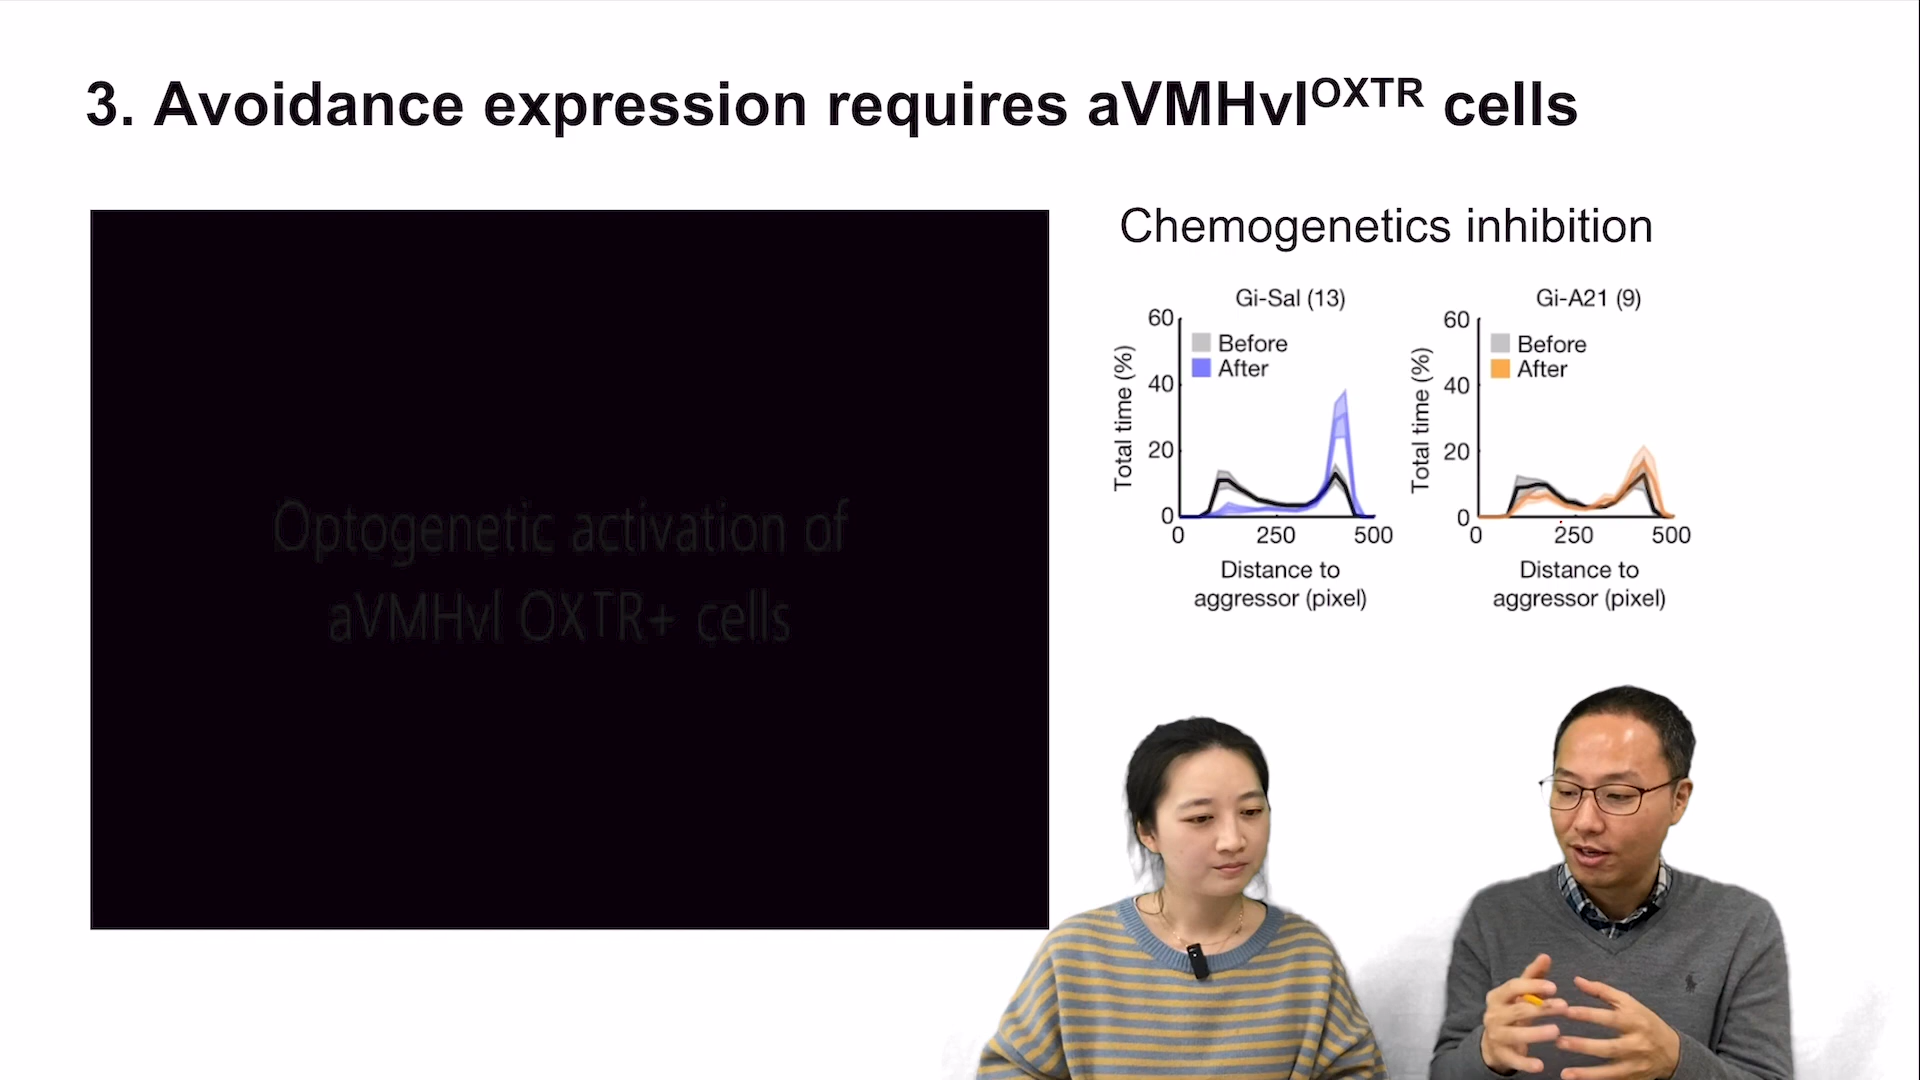 3. Avoidance expression requires aVMHvlᴼˣᵀᴿ cells
Optogenetic activation of
aVMHvl OXTR+ cells
Chemogenetics inhibition
Gi-Sal (13)
Before
After
60
40
20
0
Total time (%)
0 250 500
Distance to
aggressor (pixel)
Gi-A21 (9)
Before
After
60
40
20
0
Total time (%)
0 250 500
Distance to
aggressor (pixel)